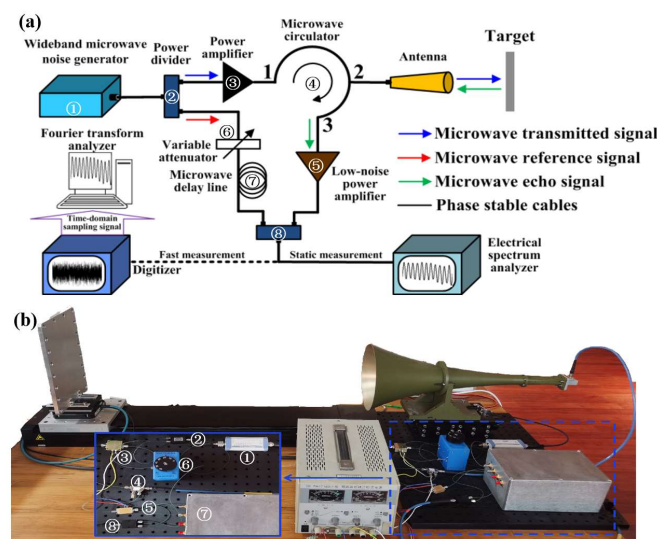 (a)
Wideband microwave
noise generator
①
Power
divider
②
Power
amplifier
③
1
Microwave
circulator
④
2
3
Antenna
Target
Fourier transform
analyzer
⑥
Variable
attenuator
Microwave
delay line
⑦
⑤
Low-noise
power
amplifier
Microwave transmitted signal
Microwave reference signal
Microwave echo signal
Phase stable cables
Time-domain
sampling signal
⑧
Digitizer
Fast measurement
Static measurement
Electrical
spectrum
analyzer
(b)
②
①
③
⑥
④
⑤
⑦
⑧